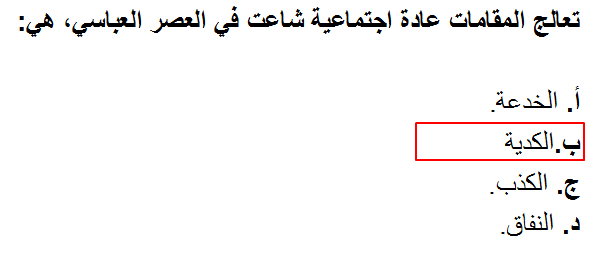 تعالج المقامات عادة اجتماعية شاعت في العصر العباسي، هي:
أ. الخدعة.
ب.الكدية
ج. الكذب.
د. النفاق.